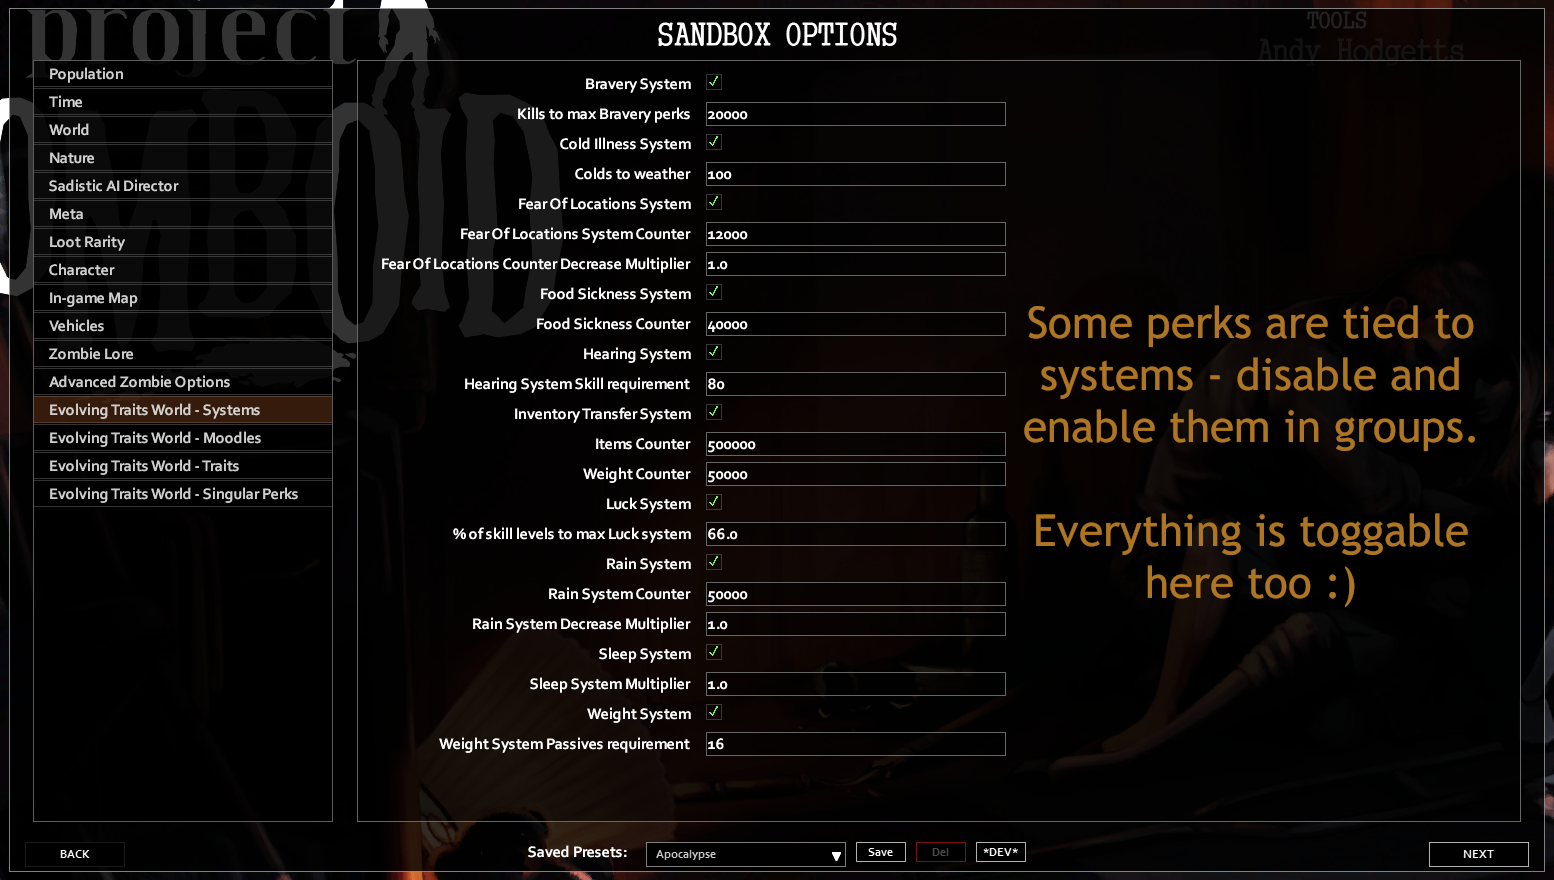 project
ZOMBOID
SANDBOX OPTIONS
TOOLS
Andy Hodgetts
Population
Time
World
Nature
Sadistic AI Director
Meta
Loot Rarity
Character
In-game Map
Vehicles
Zombie Lore
Advanced Zombie Options
Evolving Traits World - Systems
Evolving Traits World - Moodles
Evolving Traits World - Traits
Evolving Traits World - Singular Perks
Bravery System
Kills to max Bravery perks 20000
Cold Illness System
Colds to weather 100
Fear Of Locations System
Fear Of Locations System Counter 12000
Fear Of Locations Counter Decrease Multiplier 1.0
Food Sickness System
Food Sickness Counter 40000
Hearing System
Hearing System Skill requirement 80
Inventory Transfer System
Items Counter 500000
Weight Counter 50000
Luck System
% of skill levels to max Luck system 66.0
Rain System
Rain System Counter 50000
Rain System Decrease Multiplier 1.0
Sleep System
Sleep System Multiplier 1.0
Weight System
Weight System Passives requirement 16
Some perks are tied to
systems - disable and
enable them in groups.
Everything is toggable
here too :)
BACK
Saved Presets: Apocalypse Save Del *DEV*
NEXT